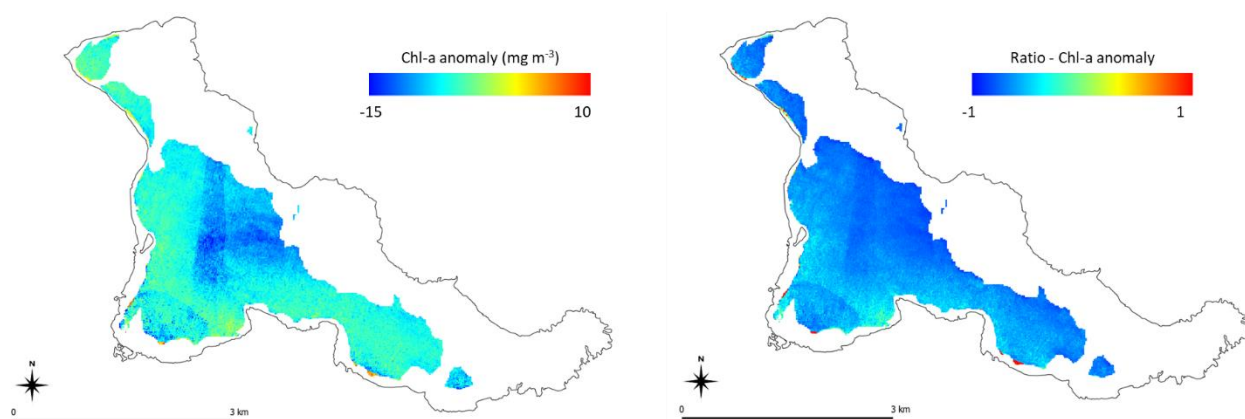 Chl-a anomaly (mg m⁻³)
-15 10
N
0 3 km
Ratio - Chl-a anomaly
-1 1
N
0 3 km